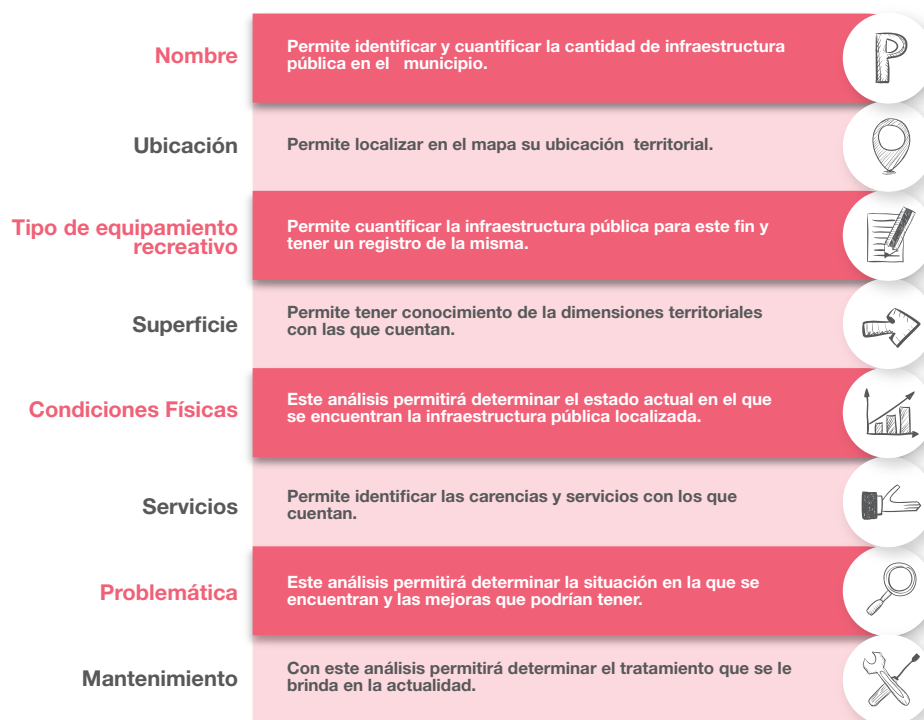 Nombre
Permite identificar y cuantificar la cantidad de infraestructura
pública en el municipio.
P
Ubicación
Permite localizar en el mapa su ubicación territorial.
Tipo de equipamiento
recreativo
Permite cuantificar la infraestructura pública para este fin y
tener un registro de la misma.
Superficie
Permite tener conocimiento de la dimensiones territoriales
con las que cuentan.
Condiciones Físicas
Este análisis permitirá determinar el estado actual en el que
se encuentran la infraestructura pública localizada.
Servicios
Permite identificar las carencias y servicios con los que
cuentan.
Problemática
Este análisis permitirá determinar la situación en la que se
encuentran y las mejoras que podrían tener.
Mantenimiento
Con este análisis permitirá determinar el tratamiento que se le
brinda en la actualidad.